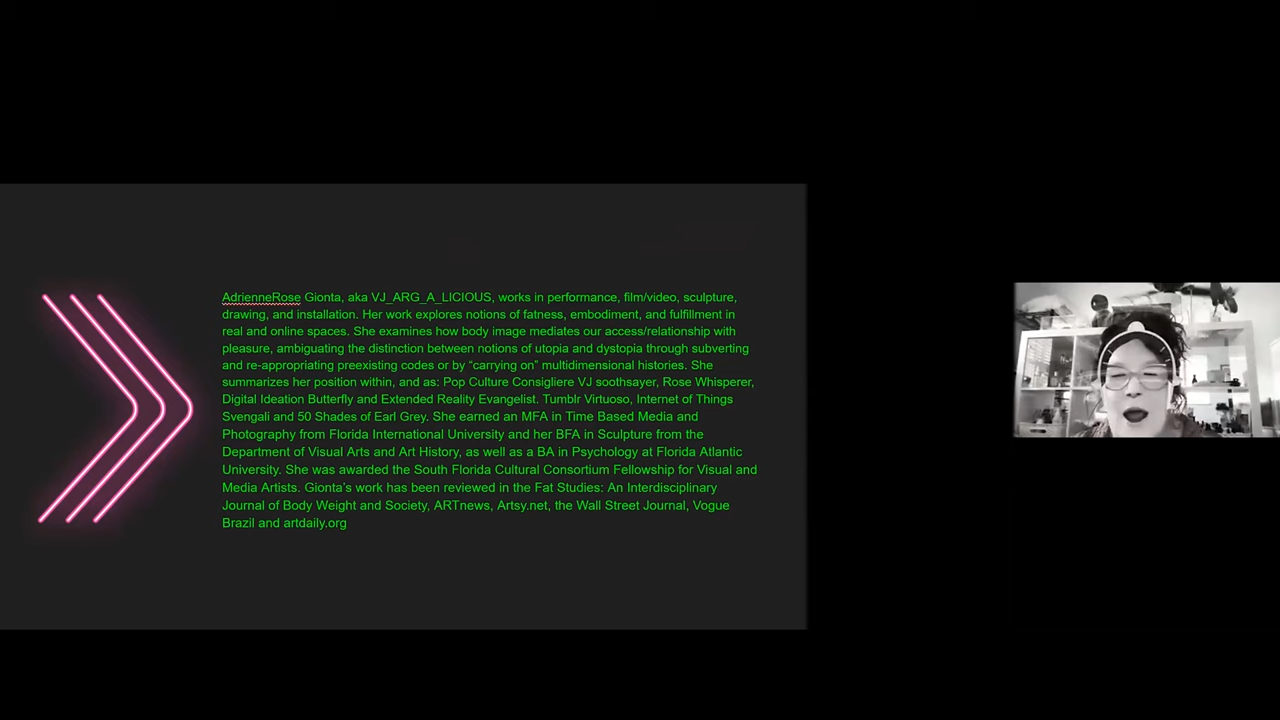 AdrienneRose Gionta, aka VJ_ARG_A_LICIOUS, works in performance, film/video, sculpture,
drawing, and installation. Her work explores notions of fatness, embodiment, and fulfillment in
real and online spaces. She examines how body image mediates our access/relationship with
pleasure, ambiguating the distinction between notions of utopia and dystopia through subverting
and re-appropriating preexisting codes or by “carrying on” multidimensional histories. She
summarizes her position within, and as: Pop Culture Consigliere VJ soothsayer, Rose Whisperer,
Digital Ideation Butterfly and Extended Reality Evangelist. Tumblr Virtuoso, Internet of Things
Svengali and 50 Shades of Earl Grey. She earned an MFA in Time Based Media and
Photography from Florida International University and her BFA in Sculpture from the
Department of Visual Arts and Art History, as well as a BA in Psychology at Florida Atlantic
University. She was awarded the South Florida Cultural Consortium Fellowship for Visual and
Media Artists. Gionta's work has been reviewed in the Fat Studies: An Interdisciplinary
Journal of Body Weight and Society, ARTnews, Artsy.net, the Wall Street Journal, Vogue
Brazil and artdaily.org